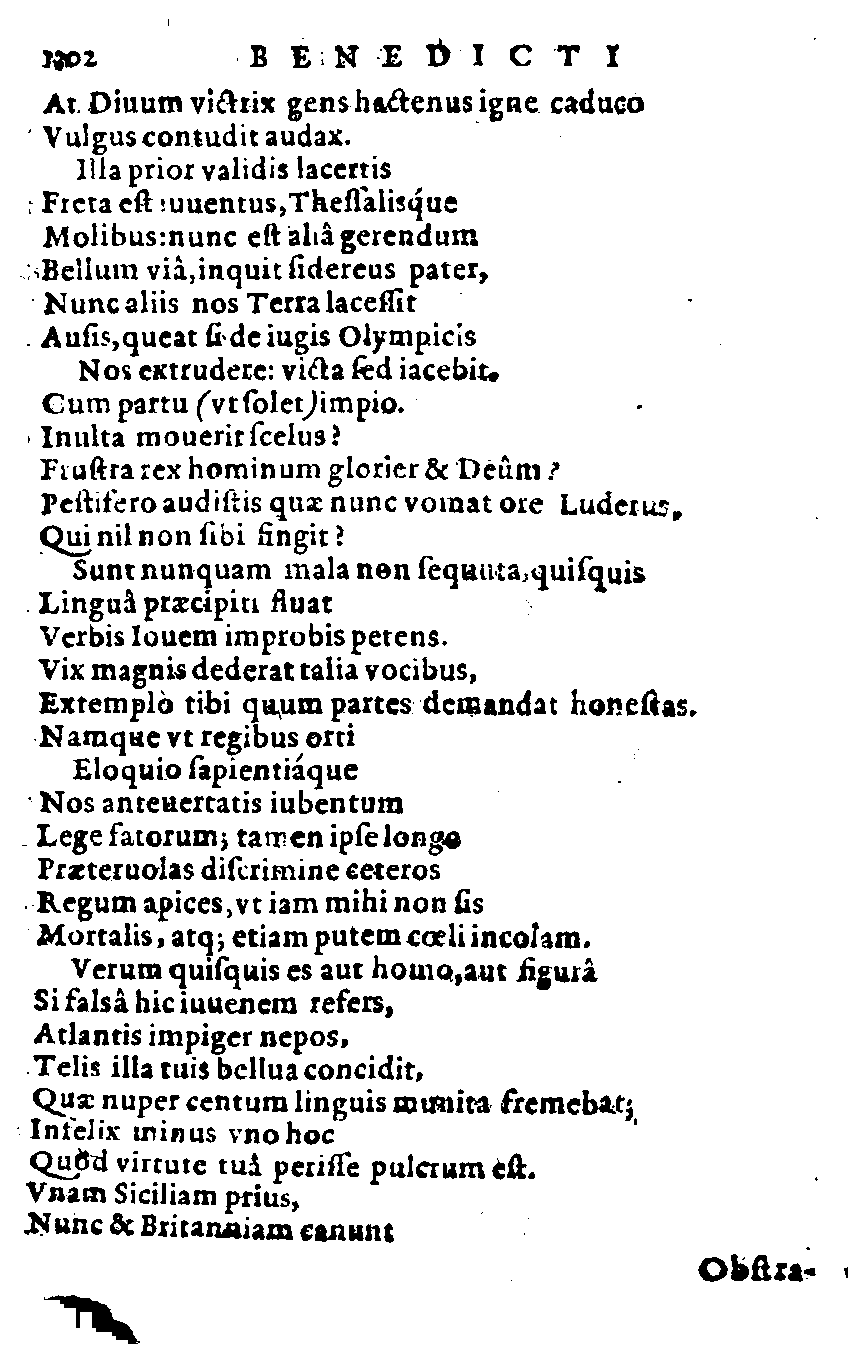 1202 BENEDICTI
At Diuum victrix gens hactenus igne caduco
Vulgus contudit audax.
Illa prior validis lacertis
Freta est iuuentus, Thessalisq́ue
Molibus: nunc est aliâ gerendum
Bellum viâ, inquit ſidereus pater,
Nunc aliis nos Terra laceſſit
Auſis, queat ſi de iugis Olympicis
Nos extrudere: victa ſed iacebit.
Cum partu (vt ſolet) impio.
Inulta mouerit ſcelus?
Fruſtra rex hominum glorier & Deûm?
Peſtifero audiſtis quæ nunc vomat ore Luderus,
Qui nil non ſibi fingit?
Sunt nunquam mala non ſequuta, quiſquis
Linguâ præcipiti fluat
Verbis Iouem improbis petens.
Vix magnis dederat talia vocibus,
Extemplò tibi quum partes demandat honeſtas.
Namque vt regibus orti
Eloquio ſapientiáque
Nos anteuertatis iubentum
Lege fatorum; tamen ipſe longo
Præteruolas diſcrimine ceteros
Regum apices, vt iam mihi non ſis
Mortalis, atq; etiam putem cœli incolam.
Verum quiſquis es aut homo, aut figurâ
Si falsâ hic iuuenem refers,
Atlantis impiger nepos,
Telis illa tuis bellua concidit,
Quæ nuper centum linguis munita fremebat;
Infelix minus vno hoc
Quòd virtute tuâ periſſe pulcrum eſt.
Vnam Siciliam prius,
Nunc & Britanniam canunt
Obſtra-